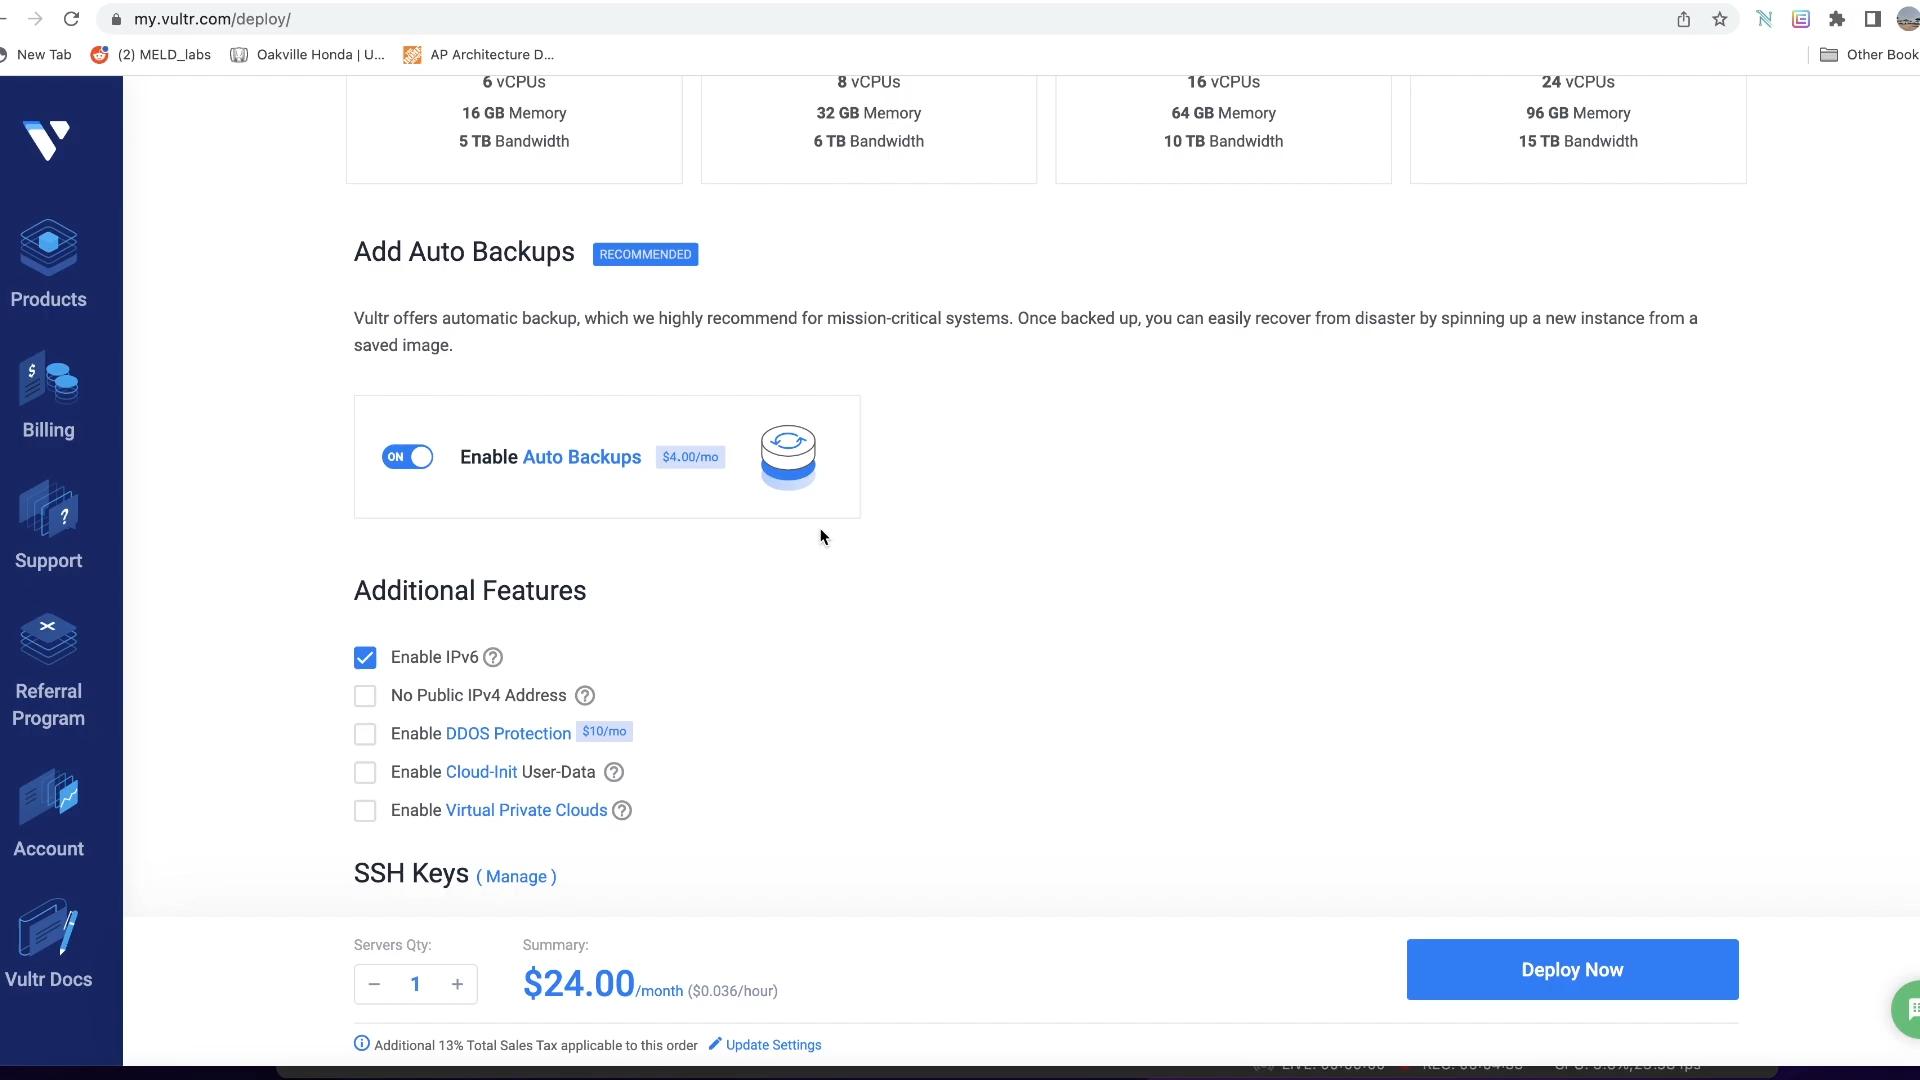 my.vultr.com/deploy/
New Tab
(2) MELD_labs
Oakville Honda | U...
AP Architecture D...
Other Book
6 vCPUs
16 GB Memory
5 TB Bandwidth
8 vCPUs
32 GB Memory
6 TB Bandwidth
16 vCPUs
64 GB Memory
10 TB Bandwidth
24 vCPUs
96 GB Memory
15 TB Bandwidth
Products
$
Billing
?
Support
Referral
Program
Account
Vultr Docs
Add Auto Backups RECOMMENDED
Vultr offers automatic backup, which we highly recommend for mission-critical systems. Once backed up, you can easily recover from disaster by spinning up a new instance from a
saved image.
ON Enable Auto Backups $4.00/mo
Additional Features
Enable IPv6 ?
No Public IPv4 Address ?
Enable DDOS Protection $10/mo
Enable Cloud-Init User-Data ?
Enable Virtual Private Clouds ?
SSH Keys ( Manage )
Servers Qty:
− 1 +
Summary:
$24.00/month ($0.036/hour)
Deploy Now
Additional 13% Total Sales Tax applicable to this order Update Settings